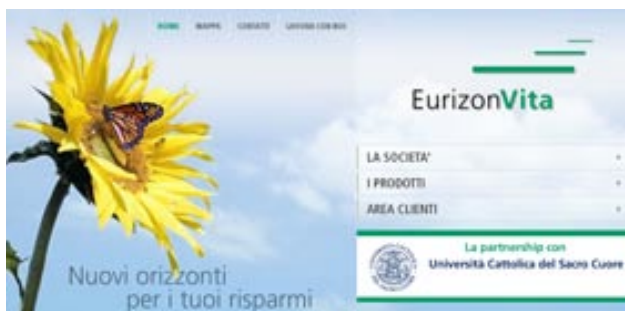 HOME MAPPA CONTATTI LAVORA CON NOI
EurizonVita
LA SOCIETA'
I PRODOTTI
AREA CLIENTI
La partnership con
Università Cattolica del Sacro Cuore
Nuovi orizzonti
per i tuoi risparmi